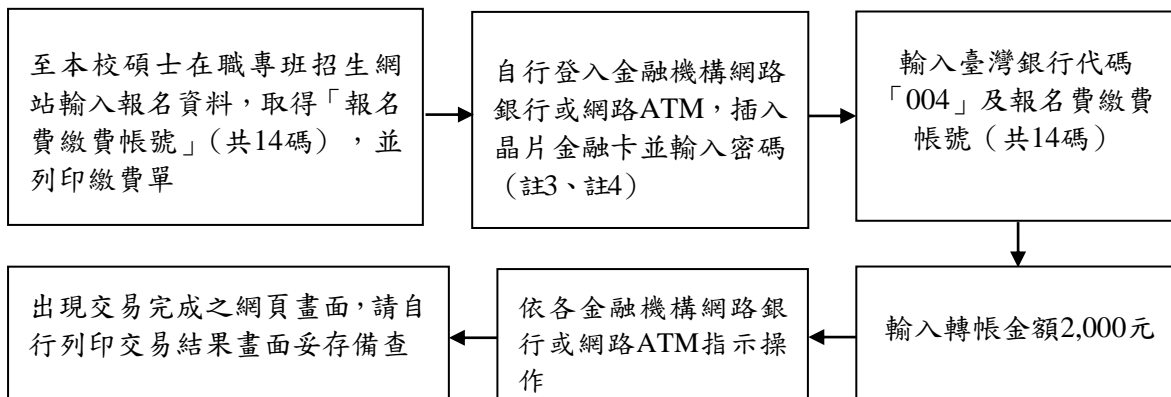 至本校碩士在職專班招生網
站輸入報名資料，取得「報名
費繳費帳號」（共14碼），並
列印繳費單
自行登入金融機構網路
銀行或網路ATM，插入
晶片金融卡並輸入密碼
（註3、註4）
輸入臺灣銀行代碼
「004」及報名費繳費
帳號（共14碼）
輸入轉帳金額2,000元
依各金融機構網路銀
行或網路ATM指示操
作
出現交易完成之網頁畫面，請自
行列印交易結果畫面妥存備查